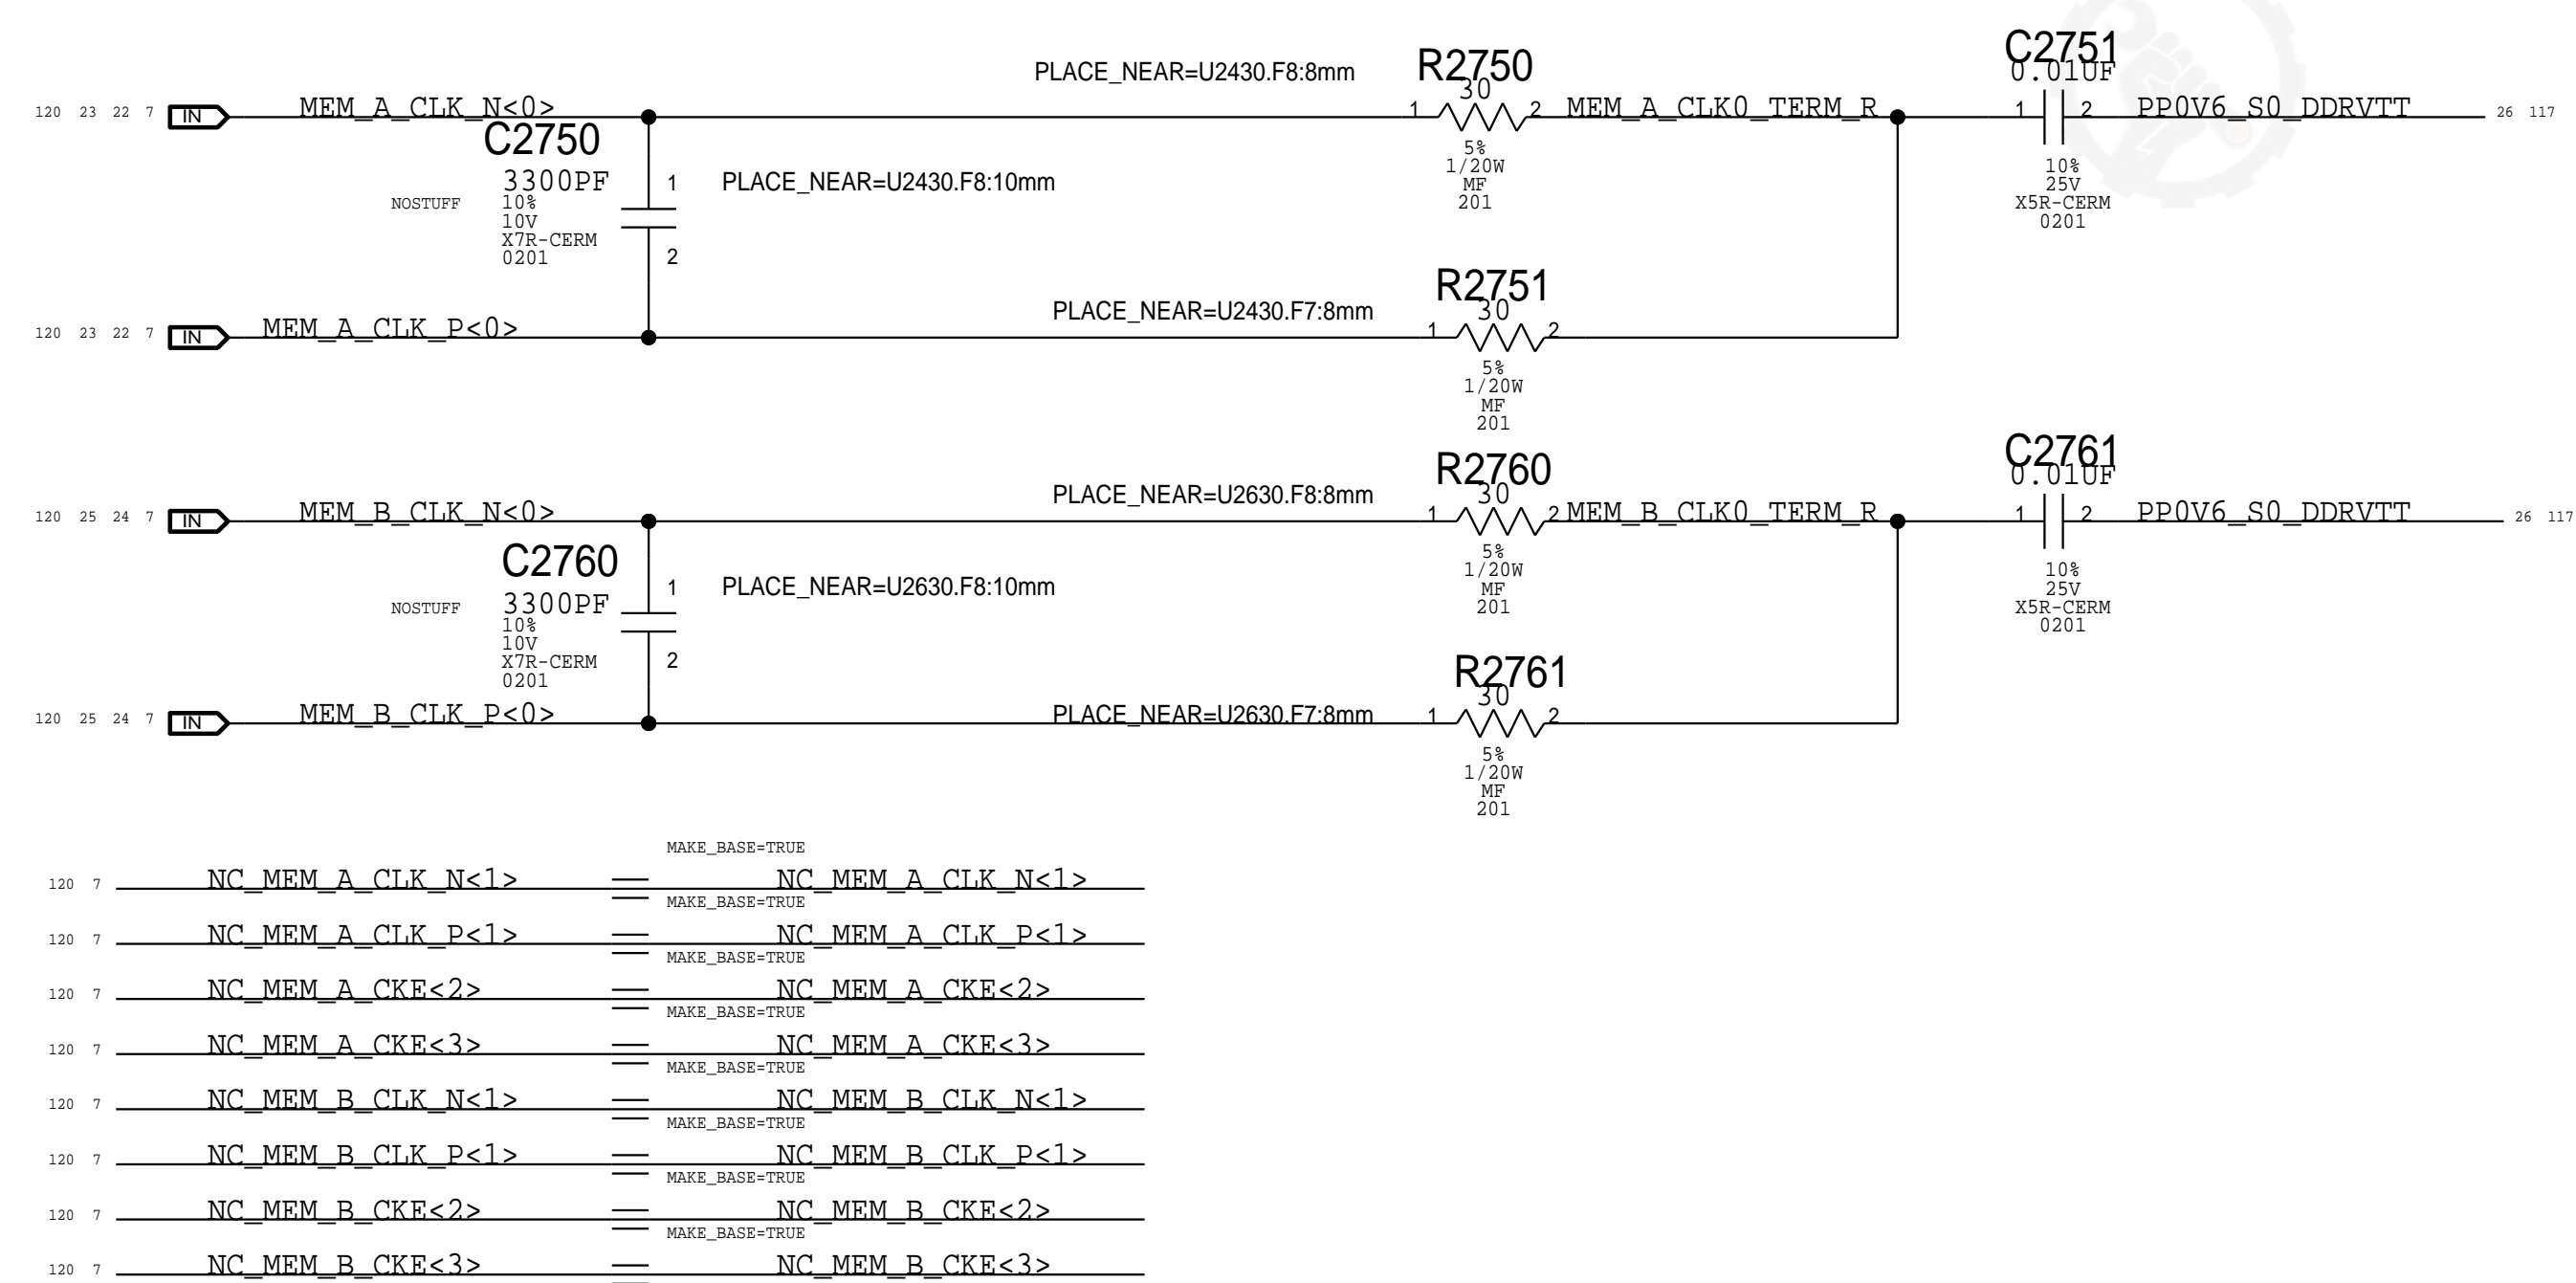 PLACE_NEAR=U2430.F8:8mm
R2750
30
C2751
0.01UF
120 23 22 7 IN MEM_A_CLK_N<0> 1 2 MEM_A_CLK0_TERM_R 1 2 PP0V6_S0_DDRVTT 26 117
C2750
3300PF
NOSTUFF
10%
10V
X7R-CERM
0201
1
2
PLACE_NEAR=U2430.F8:10mm
5%
1/20W
MF
201
10%
25V
X5R-CERM
0201
R2751
30
PLACE_NEAR=U2430.F7:8mm
120 23 22 7 IN MEM_A_CLK_P<0> 1 2
5%
1/20W
MF
201
R2760
30
C2761
0.01UF
PLACE_NEAR=U2630.F8:8mm
120 25 24 7 IN MEM_B_CLK_N<0> 1 2 MEM_B_CLK0_TERM_R 1 2 PP0V6_S0_DDRVTT 26 117
C2760
3300PF
NOSTUFF
10%
10V
X7R-CERM
0201
1
2
PLACE_NEAR=U2630.F8:10mm
5%
1/20W
MF
201
10%
25V
X5R-CERM
0201
R2761
30
120 25 24 7 IN MEM_B_CLK_P<0> PLACE_NEAR=U2630.F7:8mm 1 2
5%
1/20W
MF
201
MAKE_BASE=TRUE
120 7 NC_MEM_A_CLK_N<1> NC_MEM_A_CLK_N<1>
MAKE_BASE=TRUE
120 7 NC_MEM_A_CLK_P<1> NC_MEM_A_CLK_P<1>
MAKE_BASE=TRUE
120 7 NC_MEM_A_CKE<2> NC_MEM_A_CKE<2>
MAKE_BASE=TRUE
120 7 NC_MEM_A_CKE<3> NC_MEM_A_CKE<3>
MAKE_BASE=TRUE
120 7 NC_MEM_B_CLK_N<1> NC_MEM_B_CLK_N<1>
MAKE_BASE=TRUE
120 7 NC_MEM_B_CLK_P<1> NC_MEM_B_CLK_P<1>
MAKE_BASE=TRUE
120 7 NC_MEM_B_CKE<2> NC_MEM_B_CKE<2>
MAKE_BASE=TRUE
120 7 NC_MEM_B_CKE<3> NC_MEM_B_CKE<3>